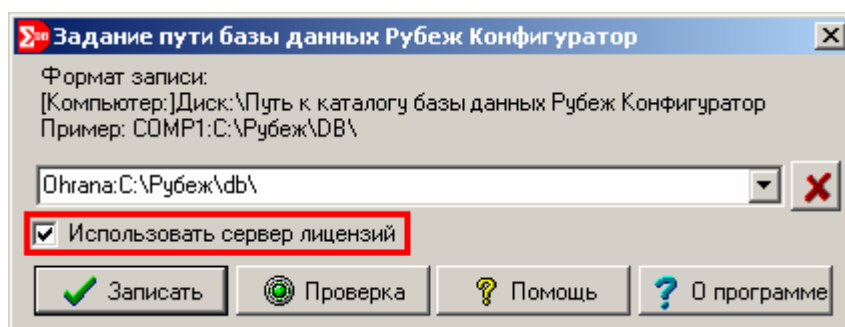 Задание пути базы данных Рубеж Конфигуратор
Формат записи:
[Компьютер:]Диск:\Путь к каталогу базы данных Рубеж Конфигуратор
Пример: COMP1:C:\Рубеж\DB\
Ohrana:C:\Рубеж\db\
Использовать сервер лицензий
Записать Проверка Помощь О программе